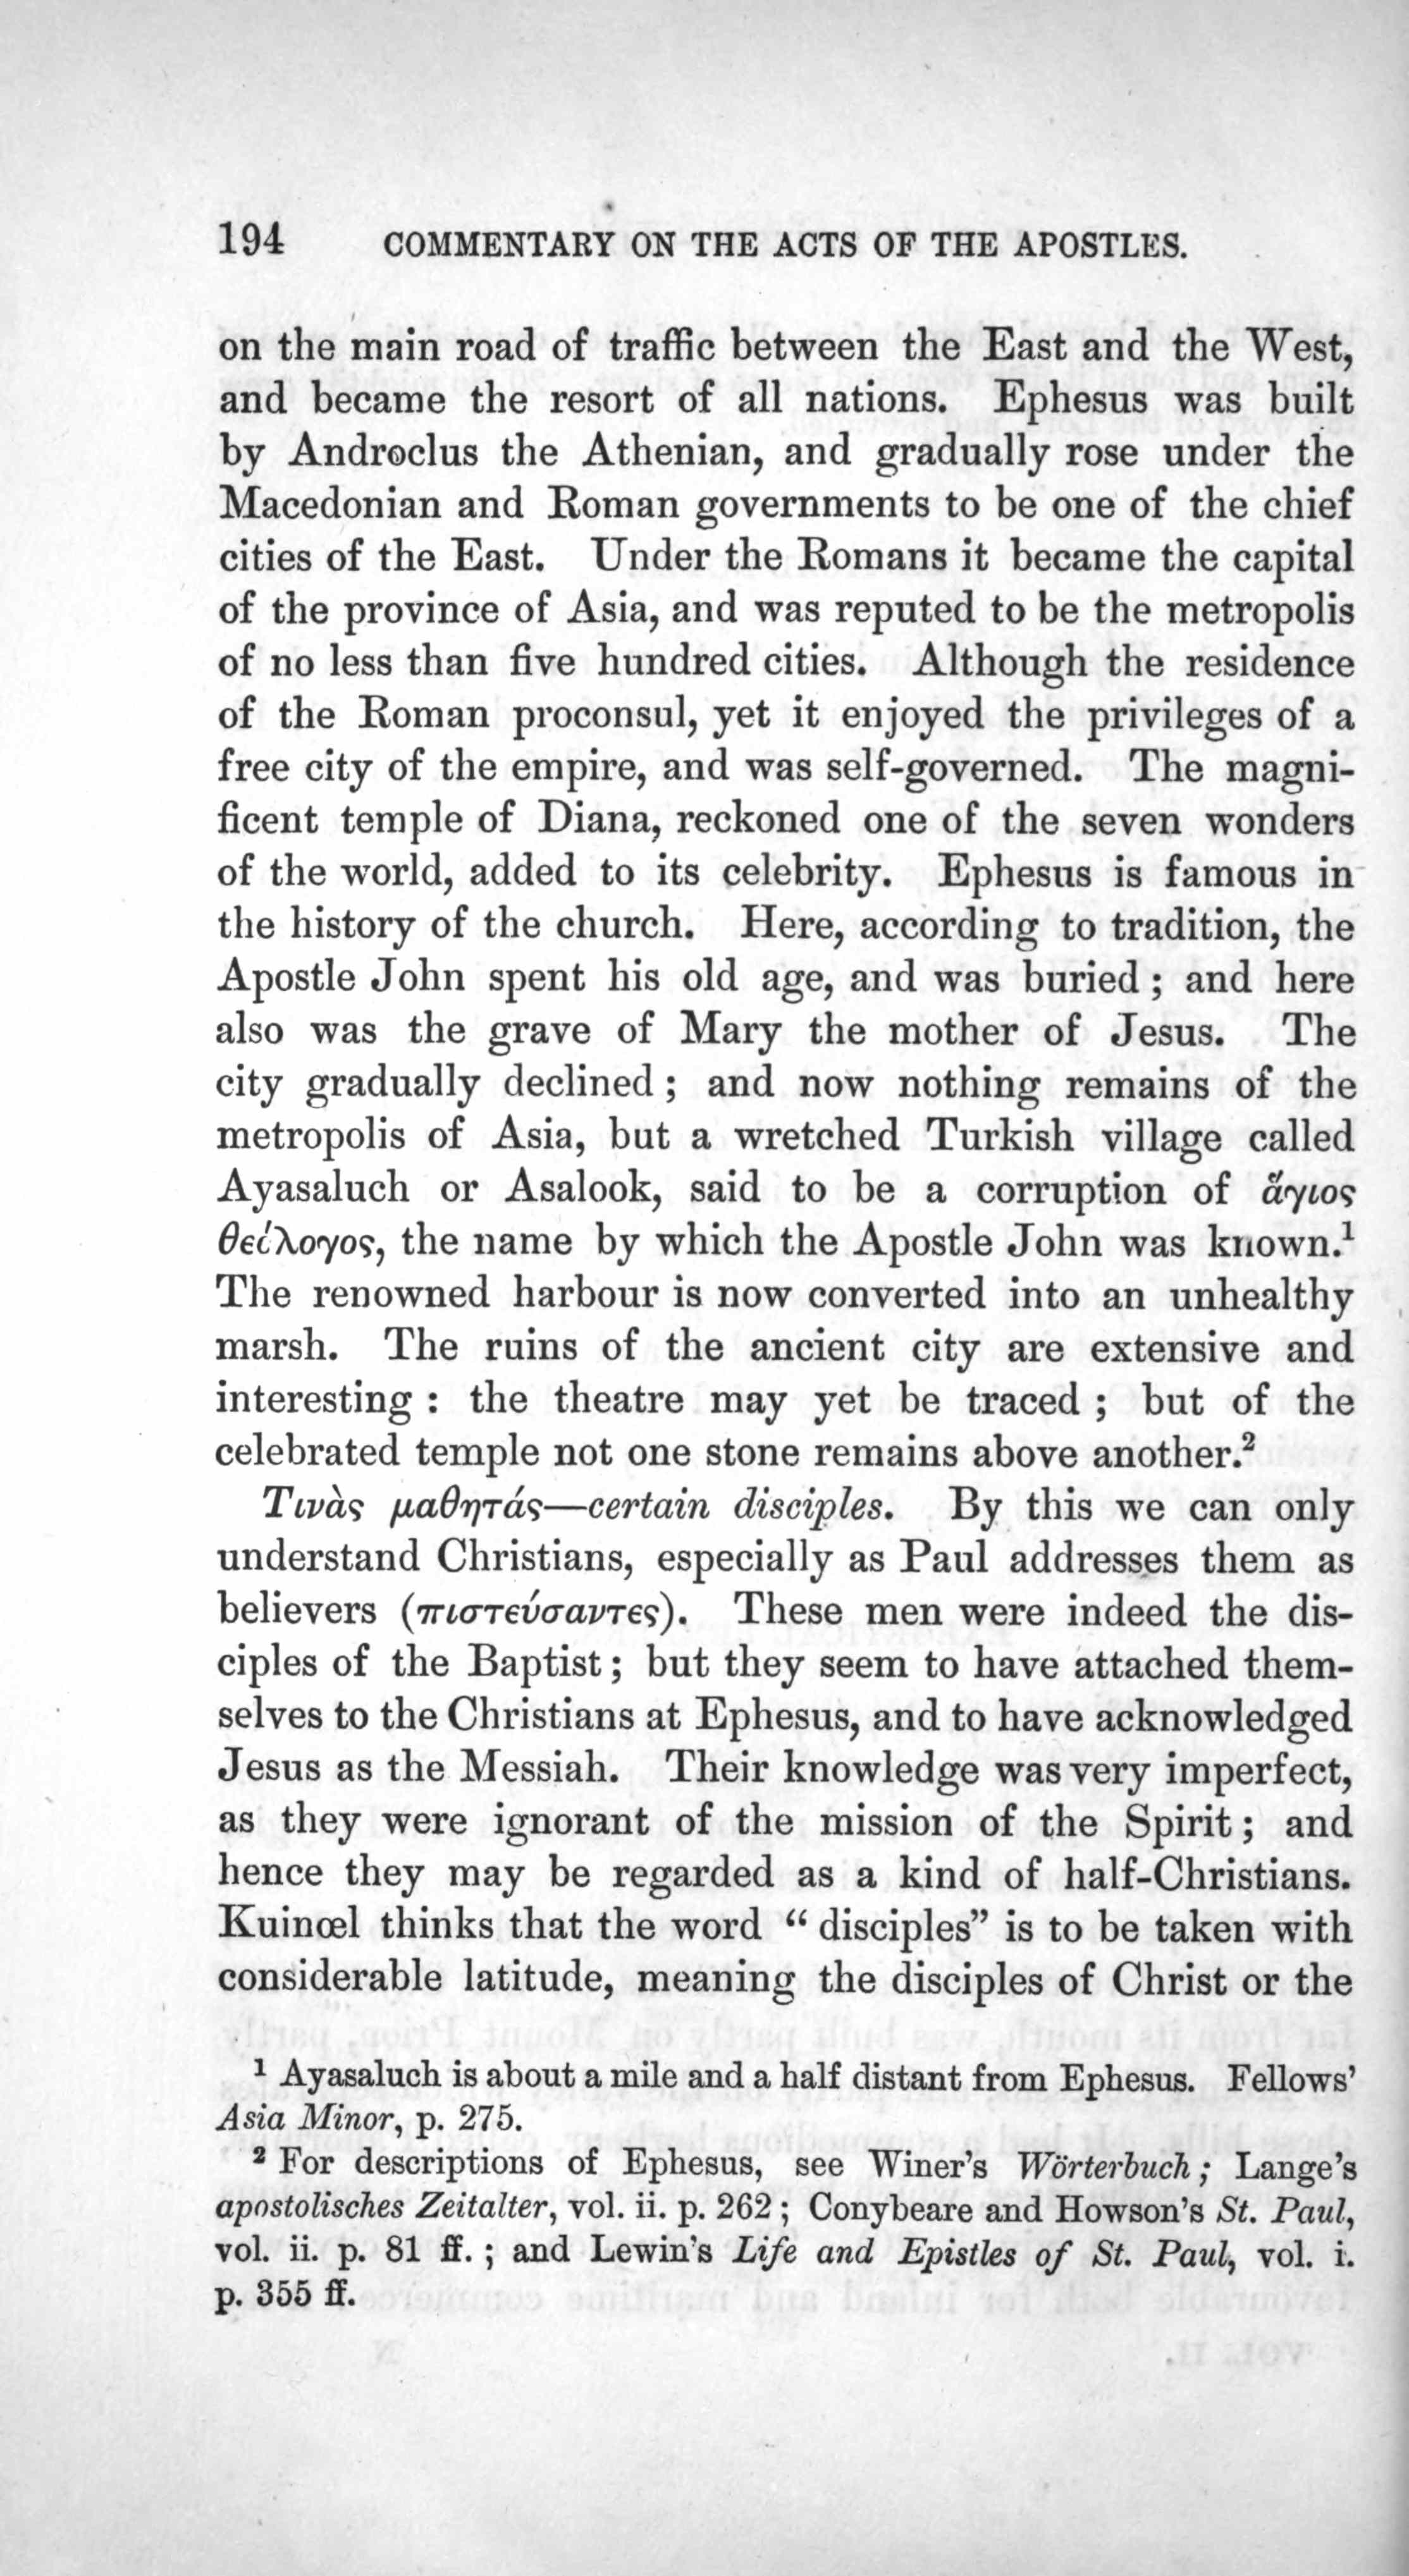 194 COMMENTARY ON THE ACTS OF THE APOSTLES.
on the main road of traffic between the East and the West,
and became the resort of all nations. Ephesus was built
by Androclus the Athenian, and gradually rose under the
Macedonian and Roman governments to be one of the chief
cities of the East. Under the Romans it became the capital
of the province of Asia, and was reputed to be the metropolis
of no less than five hundred cities. Although the residence
of the Roman proconsul, yet it enjoyed the privileges of a
free city of the empire, and was self-governed. The magni-
ficent temple of Diana, reckoned one of the seven wonders
of the world, added to its celebrity. Ephesus is famous in
the history of the church. Here, according to tradition, the
Apostle John spent his old age, and was buried; and here
also was the grave of Mary the mother of Jesus. The
city gradually declined; and now nothing remains of the
metropolis of Asia, but a wretched Turkish village called
Ayasaluch or Asalook, said to be a corruption of ἅγιος
θείλογος, the name by which the Apostle John was known.¹
The renowned harbour is now converted into an unhealthy
marsh. The ruins of the ancient city are extensive and
interesting: the theatre may yet be traced; but of the
celebrated temple not one stone remains above another.²
Τινὰς μαθητάς—certain disciples. By this we can only
understand Christians, especially as Paul addresses them as
believers (πιστεύσαντες). These men were indeed the dis-
ciples of the Baptist; but they seem to have attached them-
selves to the Christians at Ephesus, and to have acknowledged
Jesus as the Messiah. Their knowledge was very imperfect,
as they were ignorant of the mission of the Spirit; and
hence they may be regarded as a kind of half-Christians.
Kuinœl thinks that the word “disciples” is to be taken with
considerable latitude, meaning the disciples of Christ or the
¹ Ayasaluch is about a mile and a half distant from Ephesus. Fellows’
Asia Minor, p. 275.
² For descriptions of Ephesus, see Winer’s Wörterbuch; Lange’s
apostolisches Zeitalter, vol. ii. p. 262; Conybeare and Howson’s St. Paul,
vol. ii. p. 81 ff.; and Lewin’s Life and Epistles of St. Paul, vol. i.
p. 355 ff.